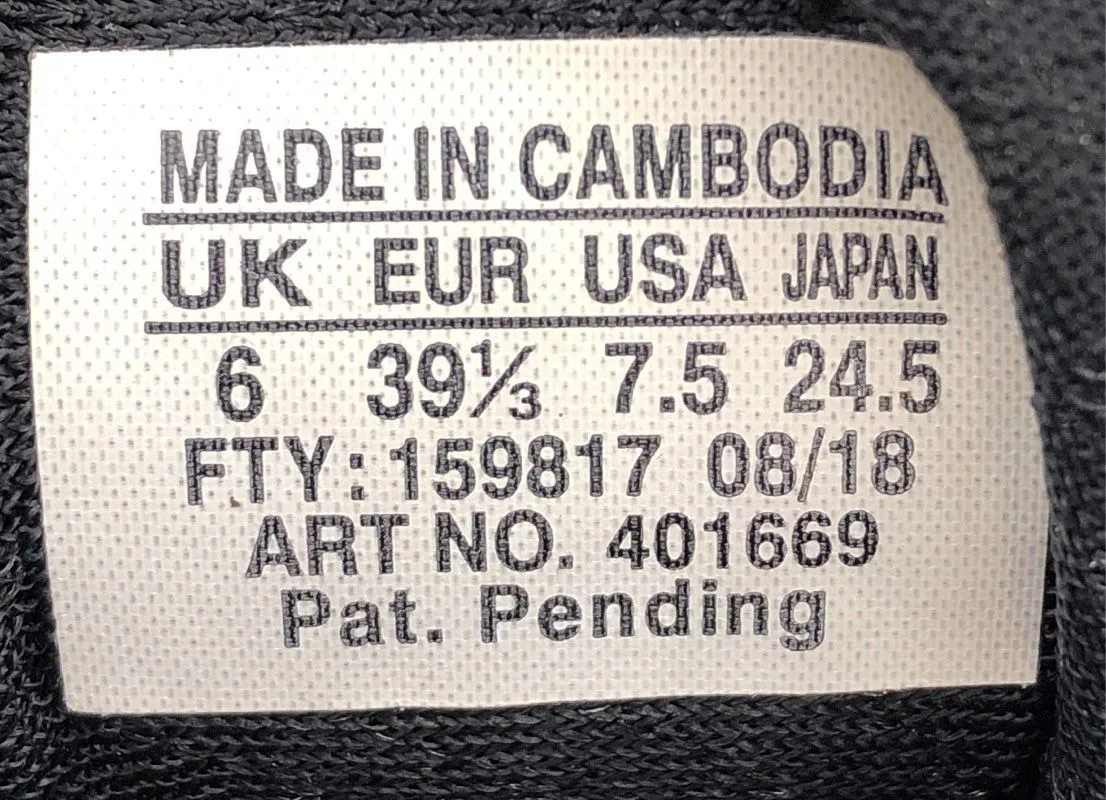 MADE IN CAMBODIA
UK EUR USA JAPAN
6 39⅓ 7.5 24.5
FTY: 159817 08/18
ART NO. 401669
Pat. Pending